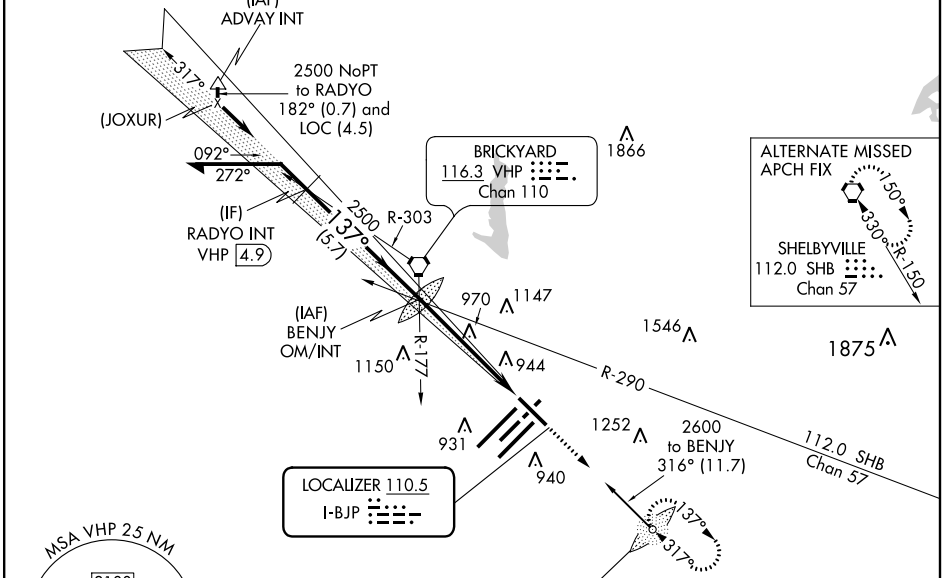 (IAF)
ADVAY INT
317°
2500 NoPT
to RADYO
182° (0.7) and
LOC (4.5)
(JOXUR)
092°
272°
(IF)
RADYO INT
VHP 4.9
2500
137°
(5.7)
R-303
BRICKYARD
116.3 VHP
Chan 110
1866
ALTERNATE MISSED
APCH FIX
150°
330°
R-150
SHELBYVILLE
112.0 SHB
Chan 57
(IAF)
BENJY
OM/INT
R-177
1150
970
1147
944
1546
1875
R-290
112.0 SHB
Chan 57
931
940
1252
2600
to BENJY
316° (11.7)
LOCALIZER 110.5
I-BJP
137°
317°
MSA VHP 25 NM